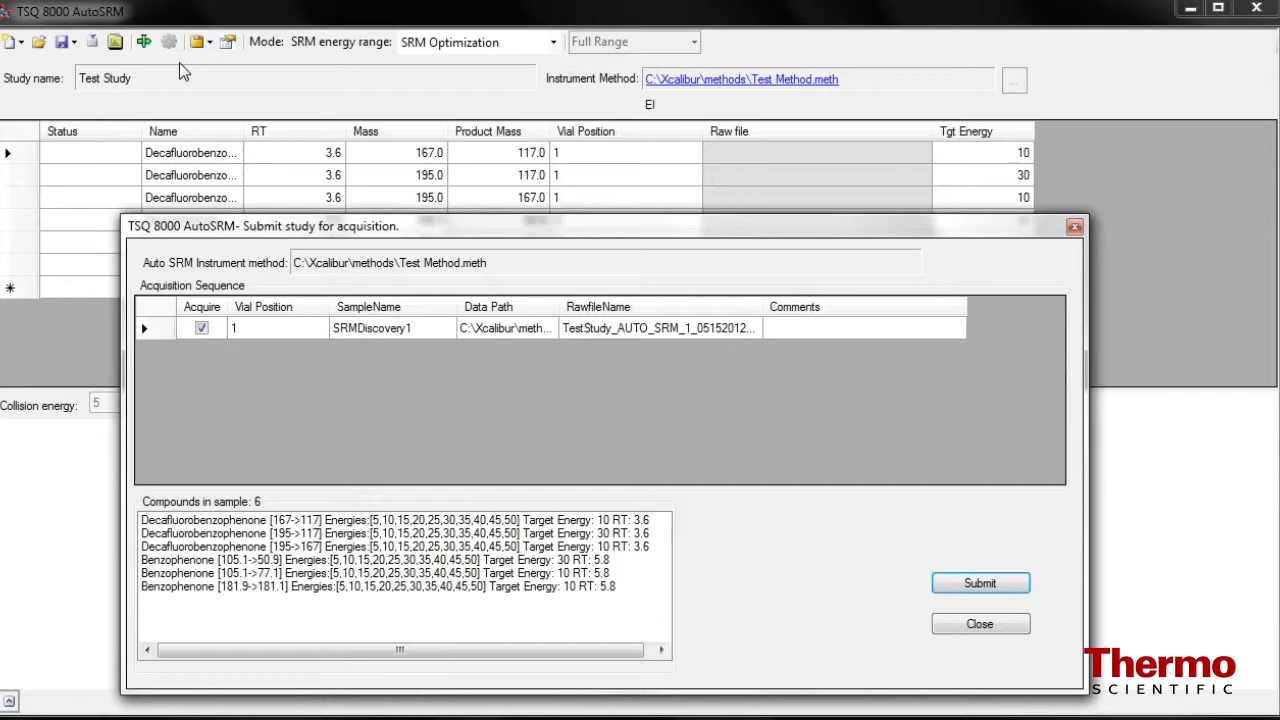 TSQ 8000 AutoSRM
Mode: SRM energy range: SRM Optimization Full Range
Study name: Test Study Instrument Method: C:\Xcalibur\methods\Test Method.meth ...
EI
Status Name RT Mass Product Mass Vial Position Raw file Tgt Energy
Decafluorobenzo... 3.6 167.0 117.0 1 10
Decafluorobenzo... 3.6 195.0 117.0 1 30
Decafluorobenzo... 3.6 195.0 167.0 1 10
TSQ 8000 AutoSRM- Submit study for acquisition.
Auto SRM Instrument method: C:\Xcalibur\methods\Test Method.meth
Acquisition Sequence
Acquire Vial Position SampleName Data Path RawfileName Comments
1 SRMDiscovery1 C:\Xcalibur\meth... TestStudy_AUTO_SRM_1_05152012...
Collision energy: 5
Compounds in sample: 6
Decafluorobenzophenone [167->117] Energies:[5,10,15,20,25,30,35,40,45,50] Target Energy: 10 RT: 3.6
Decafluorobenzophenone [195->117] Energies:[5,10,15,20,25,30,35,40,45,50] Target Energy: 30 RT: 3.6
Decafluorobenzophenone [195->167] Energies:[5,10,15,20,25,30,35,40,45,50] Target Energy: 10 RT: 3.6
Benzophenone [105.1->50.9] Energies:[5,10,15,20,25,30,35,40,45,50] Target Energy: 30 RT: 5.8
Benzophenone [105.1->77.1] Energies:[5,10,15,20,25,30,35,40,45,50] Target Energy: 10 RT: 5.8
Benzophenone [181.9->181.1] Energies:[5,10,15,20,25,30,35,40,45,50] Target Energy: 10 RT: 5.8
Submit
Close
Thermo
SCIENTIFIC